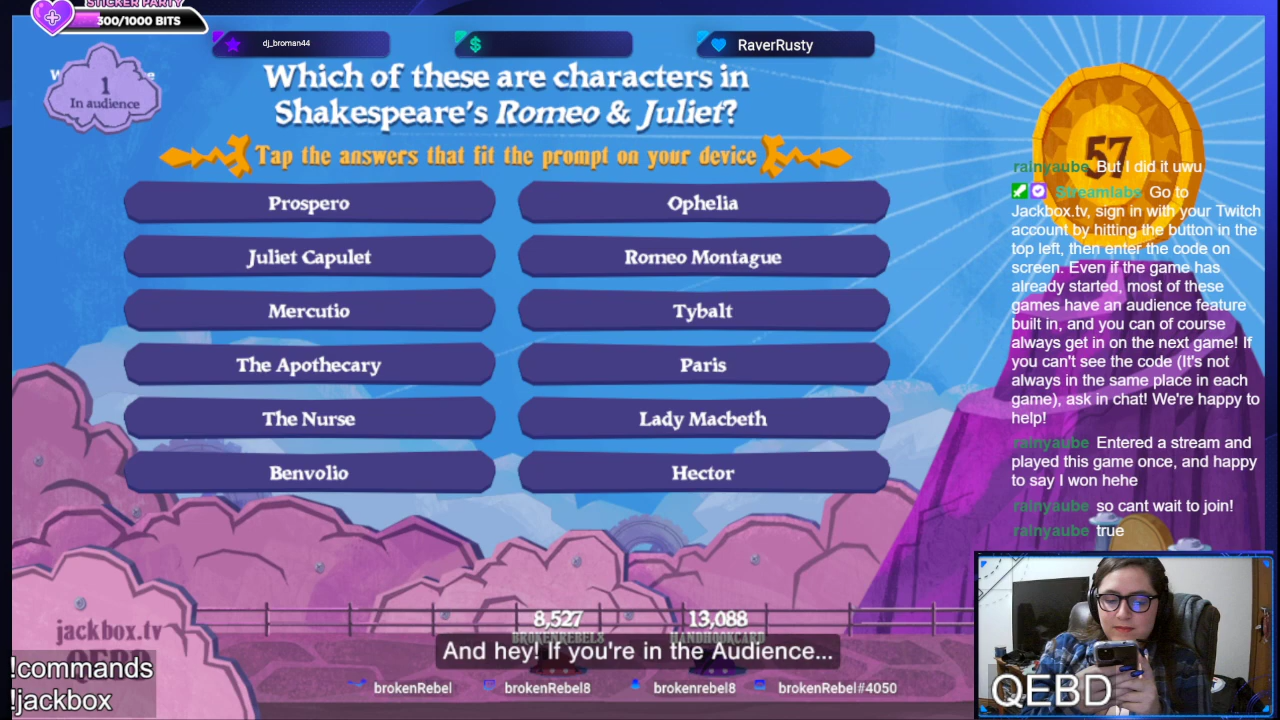 STICKER PARTY
300/1000 BITS
dj_broman44
RaverRusty
1
In audience
Which of these are characters in
Shakespeare's Romeo & Juliet?
Tap the answers that fit the prompt on your device
57
Prospero
Ophelia
Juliet Capulet
Romeo Montague
Mercutio
Tybalt
The Apothecary
Paris
The Nurse
Lady Macbeth
Benvolio
Hector
rainyaube But I did it uwu
Streamlabs Go to
Jackbox.tv, sign in with your Twitch
account by hitting the button in the
top left, then enter the code on
screen. Even if the game has
already started, most of these
games have an audience feature
built in, and you can of course
always get in on the next game! If
you can't see the code (It's not
always in the same place in each
game), ask in chat! We're happy to
help!
rainyaube Entered a stream and
played this game once, and happy
to say I won hehe
rainyaube so cant wait to join!
rainyaube true
8,527
13,088
BROKENREBEL8
HANDHOOKCARD
jackbox.tv
QEBD
And hey! If you're in the Audience...
!commands
!jackbox
brokenRebel
brokenRebel8
brokenrebel8
brokenRebel#4050
QEBD